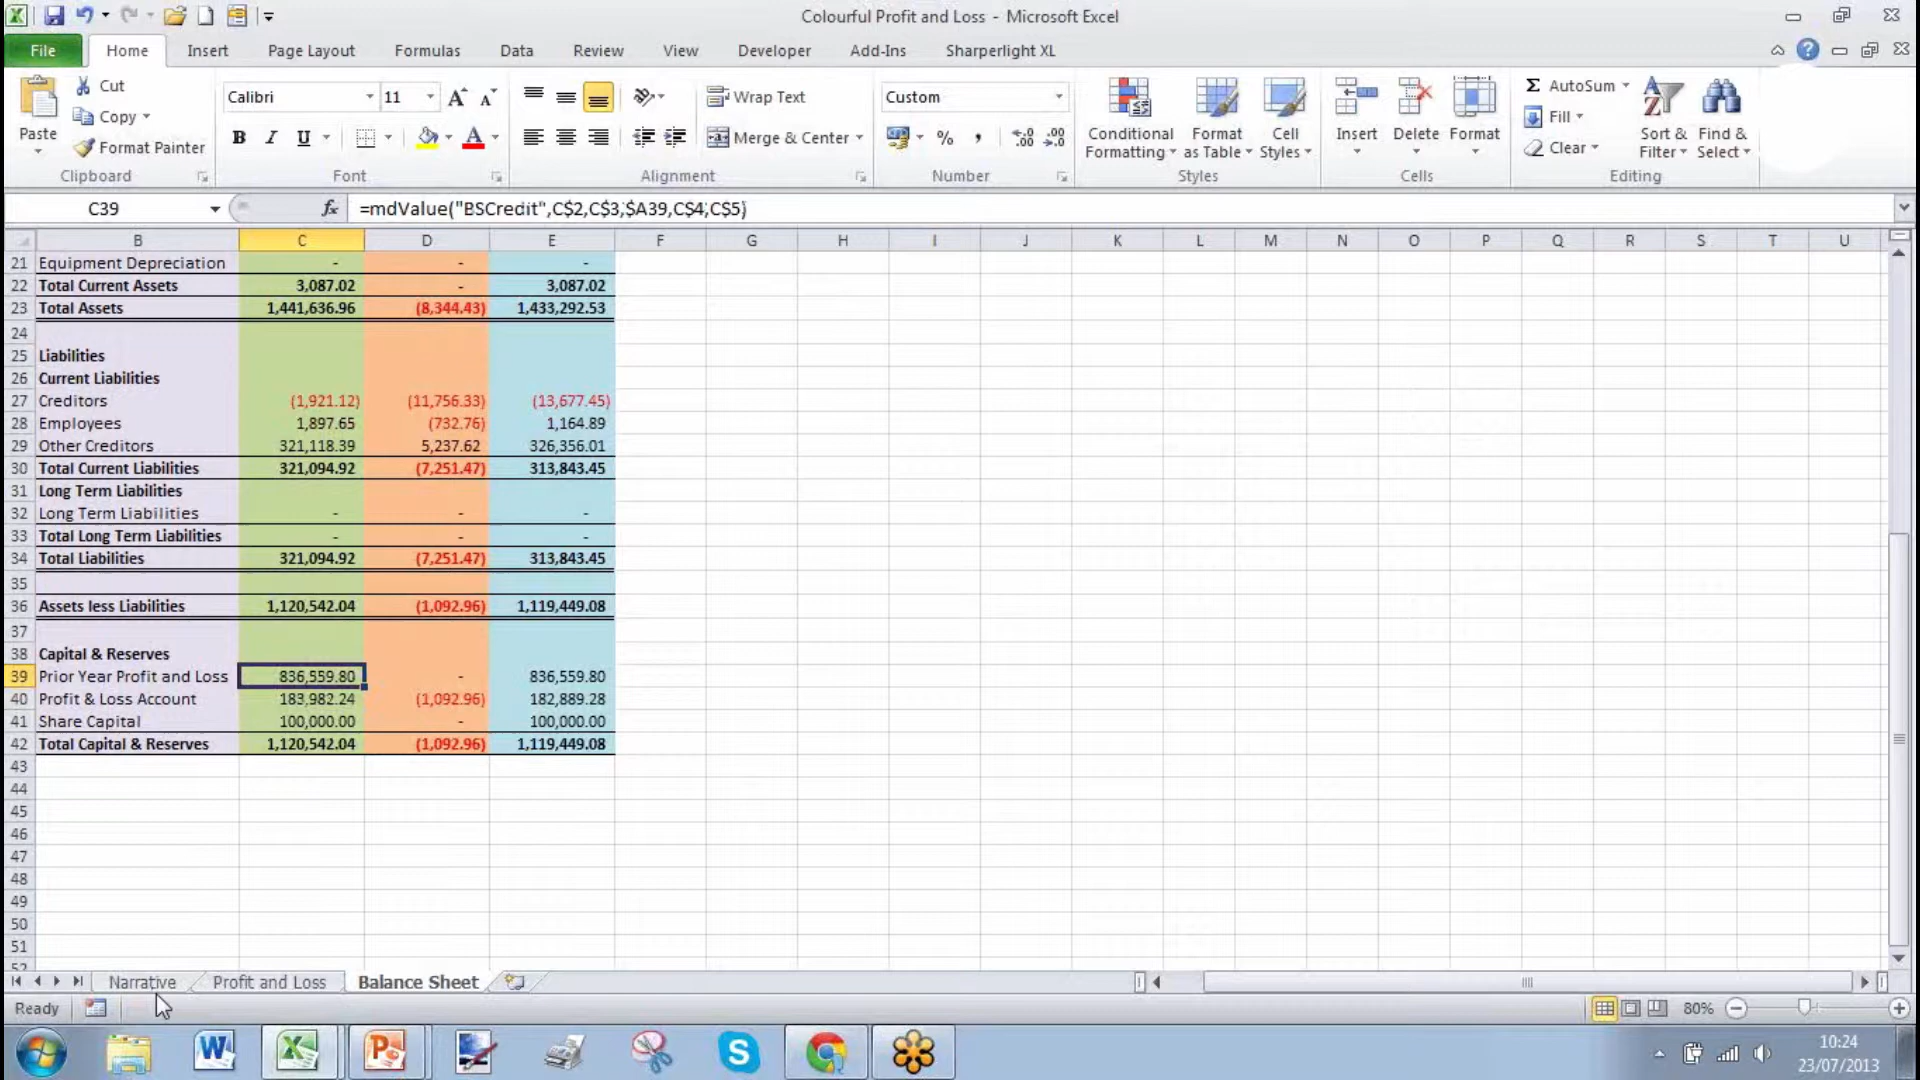 Colourful Profit and Loss - Microsoft Excel
File Home Insert Page Layout Formulas Data Review View Developer Add-Ins Sharperlight XL
Paste
Cut
Copy
Format Painter
Clipboard
Calibri 11
B I U
Font
Wrap Text
Merge & Center
Alignment
Custom
%
Number
Conditional Formatting
Format as Table
Cell Styles
Styles
Insert Delete Format
Cells
Σ AutoSum
Fill
Clear
Sort & Filter
Find & Select
Editing
C39 fx =mdValue("BSCredit",C$2,C$3,$A39,C$4,C$5)
B C D E F G H I J K L M N O P Q R S T U
21 Equipment Depreciation - - -
22 Total Current Assets 3,087.02 - 3,087.02
23 Total Assets 1,441,636.96 (8,344.43) 1,433,292.53
24
25 Liabilities
26 Current Liabilities
27 Creditors (1,921.12) (11,756.33) (13,677.45)
28 Employees 1,897.65 (732.76) 1,164.89
29 Other Creditors 321,118.39 5,237.62 326,356.01
30 Total Current Liabilities 321,094.92 (7,251.47) 313,843.45
31 Long Term Liabilities
32 Long Term Liabilities - - -
33 Total Long Term Liabilities - - -
34 Total Liabilities 321,094.92 (7,251.47) 313,843.45
35
36 Assets less Liabilities 1,120,542.04 (1,092.96) 1,119,449.08
37
38 Capital & Reserves
39 Prior Year Profit and Loss 836,559.80 - 836,559.80
40 Profit & Loss Account 183,982.24 (1,092.96) 182,889.28
41 Share Capital 100,000.00 - 100,000.00
42 Total Capital & Reserves 1,120,542.04 (1,092.96) 1,119,449.08
43
44
45
46
47
48
49
50
51
52
Narrative Profit and Loss Balance Sheet
Ready 80%
10:24
23/07/2013